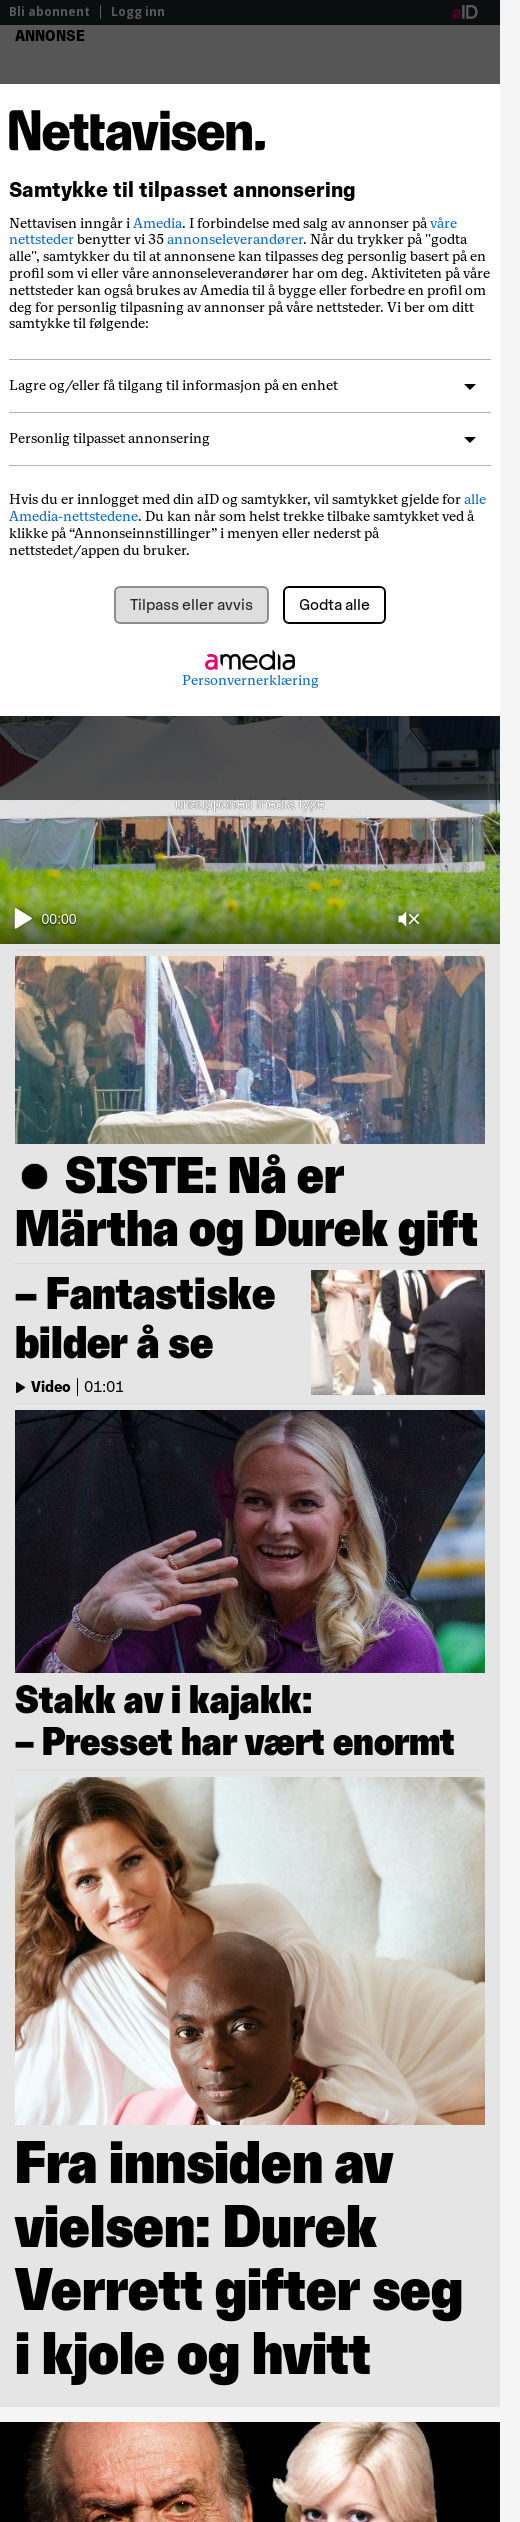 Bli abonnent | Logg inn
aID
ANNONSE
Nettavisen.
Samtykke til tilpasset annonsering
Nettavisen inngår i Amedia. I forbindelse med salg av annonser på våre
nettsteder benytter vi 35 annonseleverandører. Når du trykker på "godta
alle", samtykker du til at annonsene kan tilpasses deg personlig basert på en
profil som vi eller våre annonseleverandører har om deg. Aktiviteten på våre
nettsteder kan også brukes av Amedia til å bygge eller forbedre en profil om
deg for personlig tilpasning av annonser på våre nettsteder. Vi ber om ditt
samtykke til følgende:
Lagre og/eller få tilgang til informasjon på en enhet
Personlig tilpasset annonsering
Hvis du er innlogget med din aID og samtykker, vil samtykket gjelde for alle
Amedia-nettstedene. Du kan når som helst trekke tilbake samtykket ved å
klikke på “Annonseinnstillinger” i menyen eller nederst på
nettstedet/appen du bruker.
Tilpass eller avvis
Godta alle
amedia
Personvernerklæring
unsupported media type
00:00
● SISTE: Nå er
Märtha og Durek gift
– Fantastiske
bilder å se
Video | 01:01
Stakk av i kajakk:
– Presset har vært enormt
Fra innsiden av
vielsen: Durek
Verrett gifter seg
i kjole og hvitt